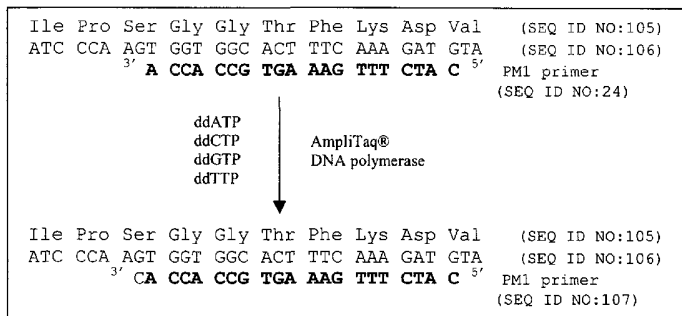 Ile Pro Ser Gly Gly Thr Phe Lys Asp Val (SEQ ID NO:105)
ATC CCA AGT GGT GGC ACT TTC AAA GAT GTA (SEQ ID NO:106)
3' A CCA CCG TGA AAG TTT CTA C 5' PM1 primer
(SEQ ID NO:24)
ddATP
ddCTP AmpliTaq®
ddGTP DNA polymerase
ddTTP
Ile Pro Ser Gly Gly Thr Phe Lys Asp Val (SEQ ID NO:105)
ATC CCA AGT GGT GGC ACT TTC AAA GAT GTA (SEQ ID NO:106)
3' CA CCA CCG TGA AAG TTT CTA C 5' PM1 primer
(SEQ ID NO:107)